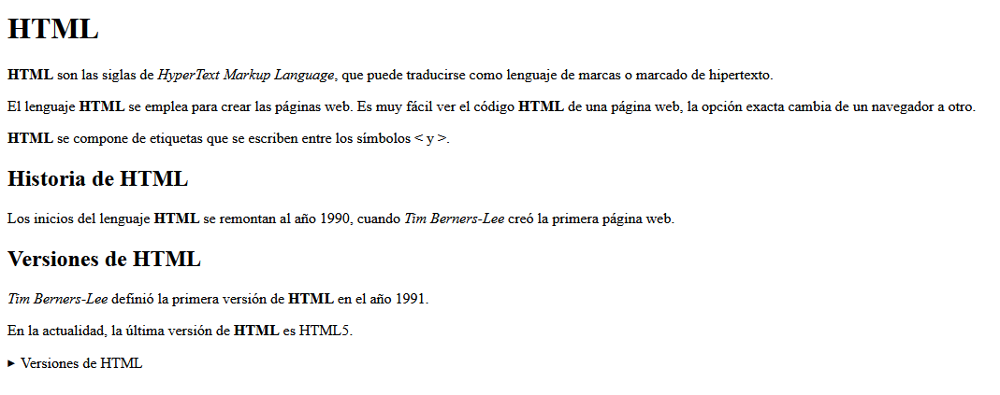 HTML
HTML son las siglas de HyperText Markup Language, que puede traducirse como lenguaje de marcas o marcado de hipertexto.
El lenguaje HTML se emplea para crear las páginas web. Es muy fácil ver el código HTML de una página web, la opción exacta cambia de un navegador a otro.
HTML se compone de etiquetas que se escriben entre los símbolos < y >.
Historia de HTML
Los inicios del lenguaje HTML se remontan al año 1990, cuando Tim Berners-Lee creó la primera página web.
Versiones de HTML
Tim Berners-Lee definió la primera versión de HTML en el año 1991.
En la actualidad, la última versión de HTML es HTML5.
▸ Versiones de HTML